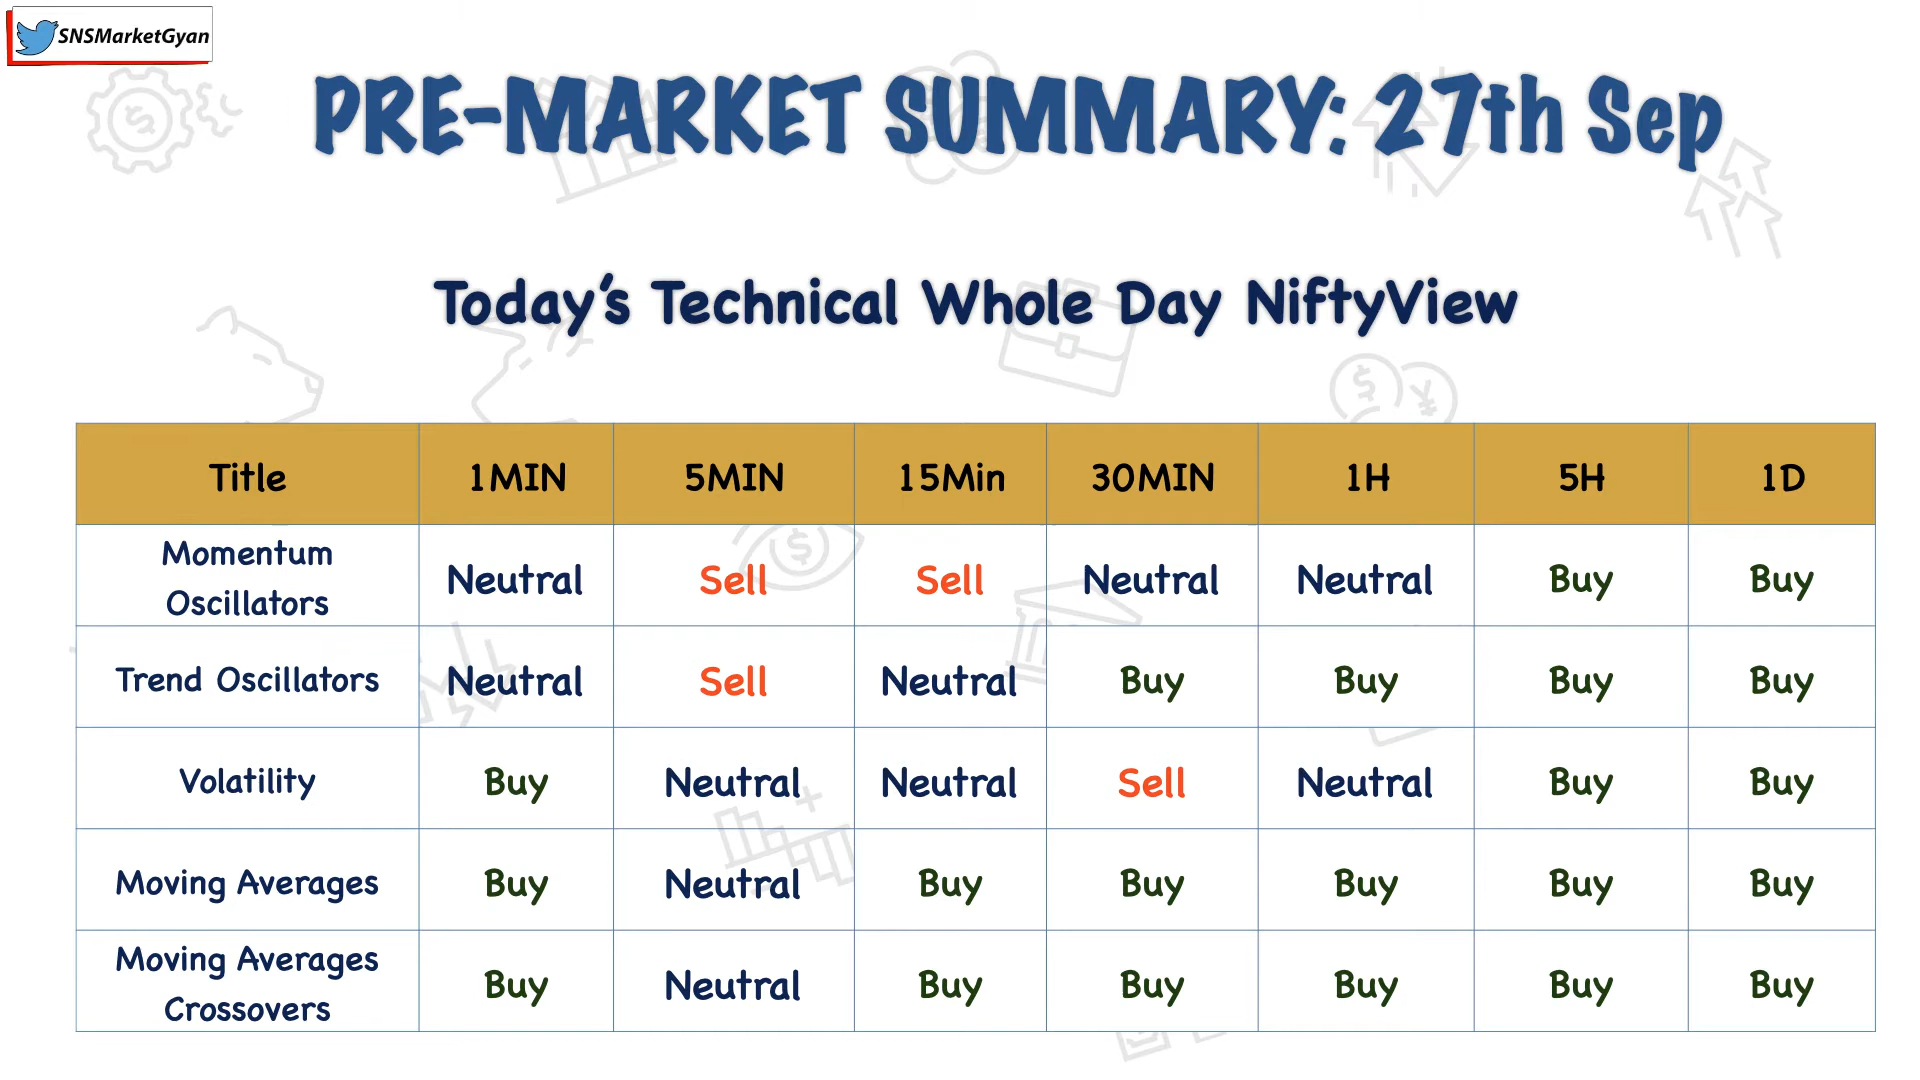 SNSMarketGyan
PRE-MARKET SUMMARY: 27th Sep
Today's Technical Whole Day NiftyView
Title 1MIN 5MIN 15Min 30MIN 1H 5H 1D
Momentum
Oscillators
Neutral Sell Sell Neutral Neutral Buy Buy
Trend Oscillators Neutral Sell Neutral Buy Buy Buy Buy
Volatility Buy Neutral Neutral Sell Neutral Buy Buy
Moving Averages Buy Neutral Buy Buy Buy Buy Buy
Moving Averages
Crossovers
Buy Neutral Buy Buy Buy Buy Buy